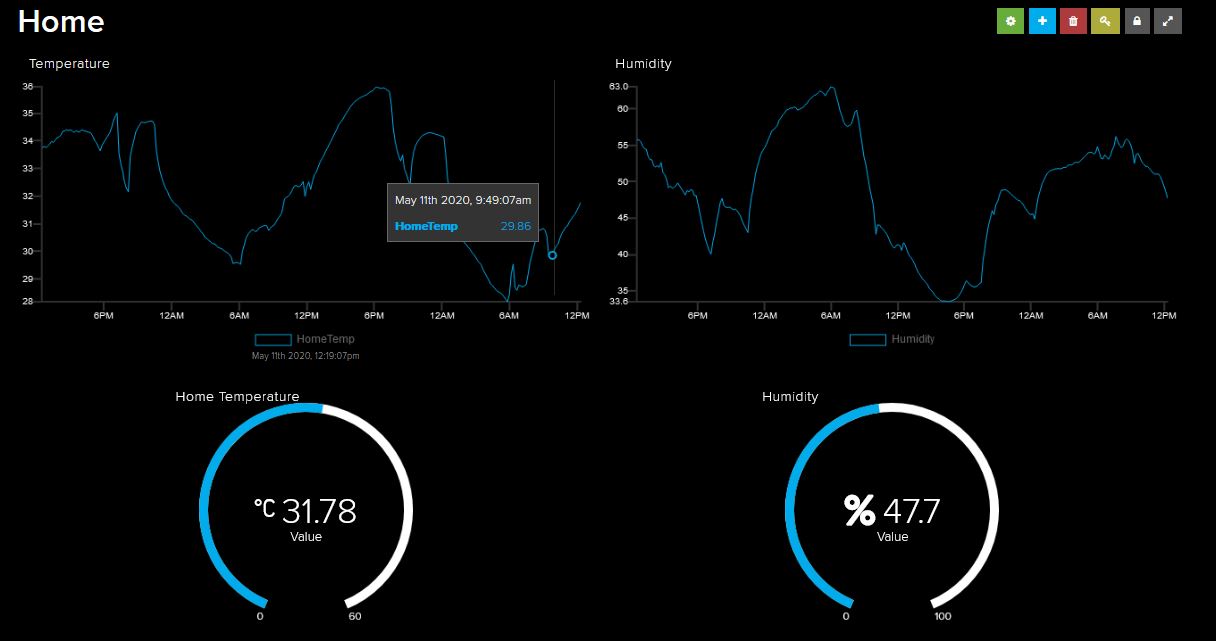 Home
Temperature
36
35
34
33
32
31
30
29
28
6PM 12AM 6AM 12PM 6PM 12AM 6AM 12PM
May 11th 2020, 9:49:07am
HomeTemp 29.86
HomeTemp
May 11th 2020, 12:19:07pm
Humidity
63.0
60
55
50
45
40
35
33.6
6PM 12AM 6AM 12PM 6PM 12AM 6AM 12PM
Humidity
Home Temperature
°C 31.78
Value
0 60
Humidity
% 47.7
Value
0 100